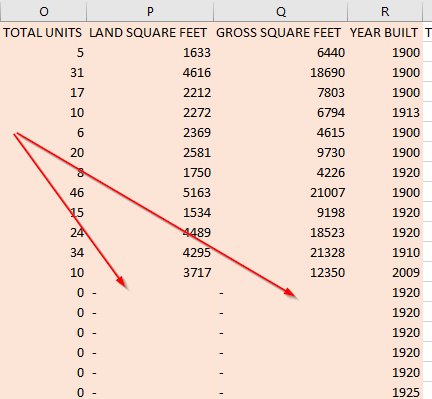 O P Q R
TOTAL UNITS LAND SQUARE FEET GROSS SQUARE FEET YEAR BUILT T
5 1633 6440 1900
31 4616 18690 1900
17 2212 7803 1900
10 2272 6794 1913
6 2369 4615 1900
20 2581 9730 1900
8 1750 4226 1920
46 5163 21007 1900
15 1534 9198 1920
24 4489 18523 1920
34 4295 21328 1910
10 3717 12350 2009
0 - - 1920
0 - - 1920
0 - - 1920
0 - - 1920
0 - - 1920
0 - - 1925